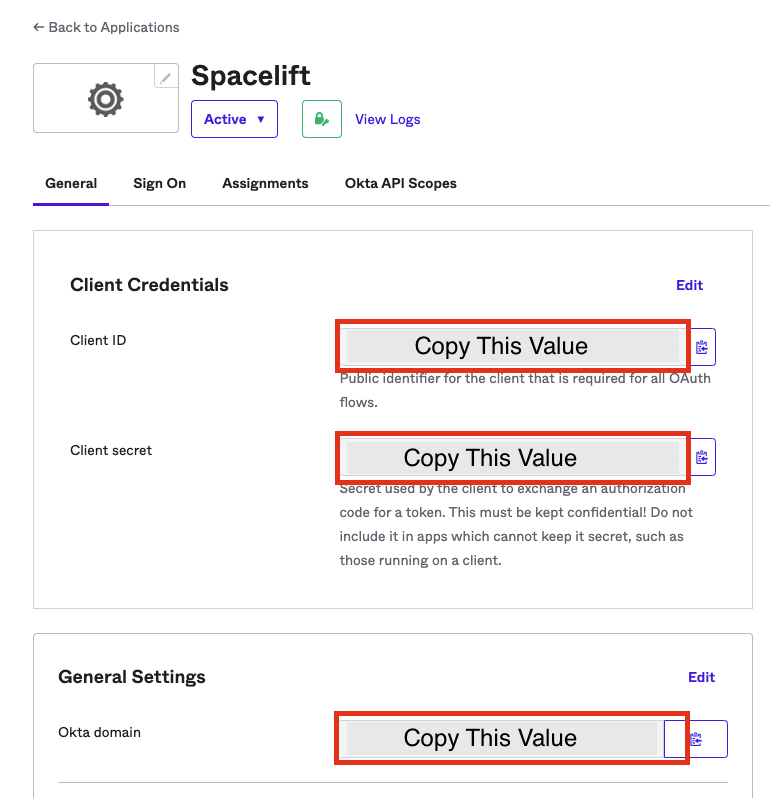 ← Back to Applications
Spacelift
Active ▼
View Logs
General Sign On Assignments Okta API Scopes
Client Credentials Edit
Client ID Copy This Value
Public identifier for the client that is required for all OAuth
flows.
Client secret Copy This Value
Secret used by the client to exchange an authorization
code for a token. This must be kept confidential! Do not
include it in apps which cannot keep it secret, such as
those running on a client.
General Settings Edit
Okta domain Copy This Value